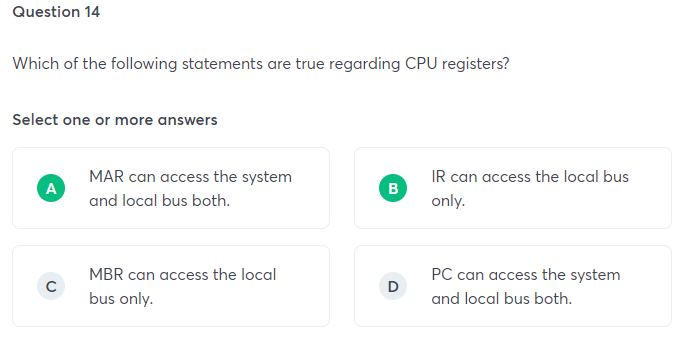 Question 14
Which of the following statements are true regarding CPU registers?
Select one or more answers
A
MAR can access the system
and local bus both.
B
IR can access the local bus
only.
C
MBR can access the local
bus only.
D
PC can access the system
and local bus both.